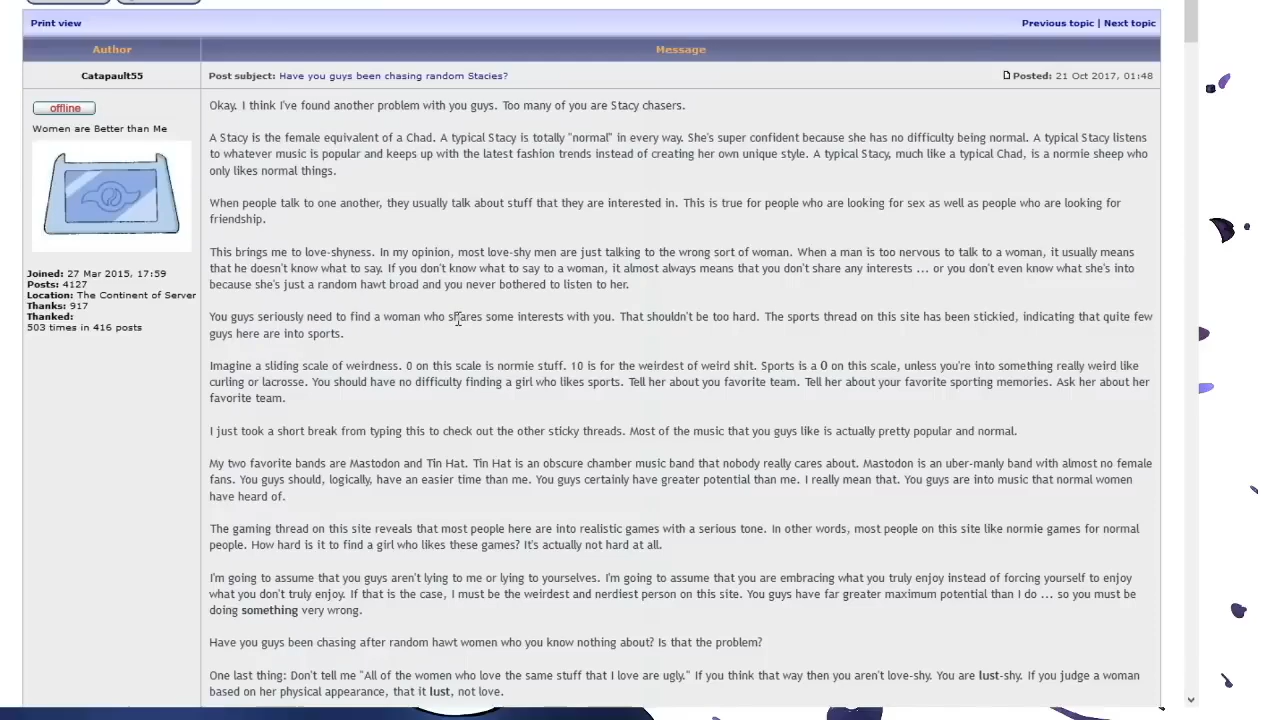 Print view
Previous topic | Next topic
Author
Message
Catapault55
Post subject: Have you guys been chasing random Stacies?
Posted: 21 Oct 2017, 01:48
offline
Women are Better than Me
Joined: 27 Mar 2015, 17:59
Posts: 4127
Location: The Continent of Server
Thanks: 917
Thanked:
503 times in 416 posts
Okay. I think I've found another problem with you guys. Too many of you are Stacy chasers.
A Stacy is the female equivalent of a Chad. A typical Stacy is totally "normal" in every way. She's super confident because she has no difficulty being normal. A typical Stacy listens
to whatever music is popular and keeps up with the latest fashion trends instead of creating her own unique style. A typical Stacy, much like a typical Chad, is a normie sheep who
only likes normal things.
When people talk to one another, they usually talk about stuff that they are interested in. This is true for people who are looking for sex as well as people who are looking for
friendship.
This brings me to love-shyness. In my opinion, most love-shy men are just talking to the wrong sort of woman. When a man is too nervous to talk to a woman, it usually means
that he doesn't know what to say. If you don't know what to say to a woman, it almost always means that you don't share any interests ... or you don't even know what she's into
because she's just a random hawt broad and you never bothered to listen to her.
You guys seriously need to find a woman who shares some interests with you. That shouldn't be too hard. The sports thread on this site has been stickied, indicating that quite few
guys here are into sports.
Imagine a sliding scale of weirdness. 0 on this scale is normie stuff. 10 is for the weirdest of weird shit. Sports is a 0 on this scale, unless you're into something really weird like
curling or lacrosse. You should have no difficulty finding a girl who likes sports. Tell her about you favorite team. Tell her about your favorite sporting memories. Ask her about her
favorite team.
I just took a short break from typing this to check out the other sticky threads. Most of the music that you guys like is actually pretty popular and normal.
My two favorite bands are Mastodon and Tin Hat. Tin Hat is an obscure chamber music band that nobody really cares about. Mastodon is an uber-manly band with almost no female
fans. You guys should, logically, have an easier time than me. You guys certainly have greater potential than me. I really mean that. You guys are into music that normal women
have heard of.
The gaming thread on this site reveals that most people here are into realistic games with a serious tone. In other words, most people on this site like normie games for normal
people. How hard is it to find a girl who likes these games? It's actually not hard at all.
I'm going to assume that you guys aren't lying to me or lying to yourselves. I'm going to assume that you are embracing what you truly enjoy instead of forcing yourself to enjoy
what you don't truly enjoy. If that is the case, I must be the weirdest and nerdiest person on this site. You guys have far greater maximum potential than I do ... so you must be
doing something very wrong.
Have you guys been chasing after random hawt women who you know nothing about? Is that the problem?
One last thing: Don't tell me "All of the women who love the same stuff that I love are ugly." If you think that way then you aren't love-shy. You are lust-shy. If you judge a woman
based on her physical appearance, that it lust, not love.